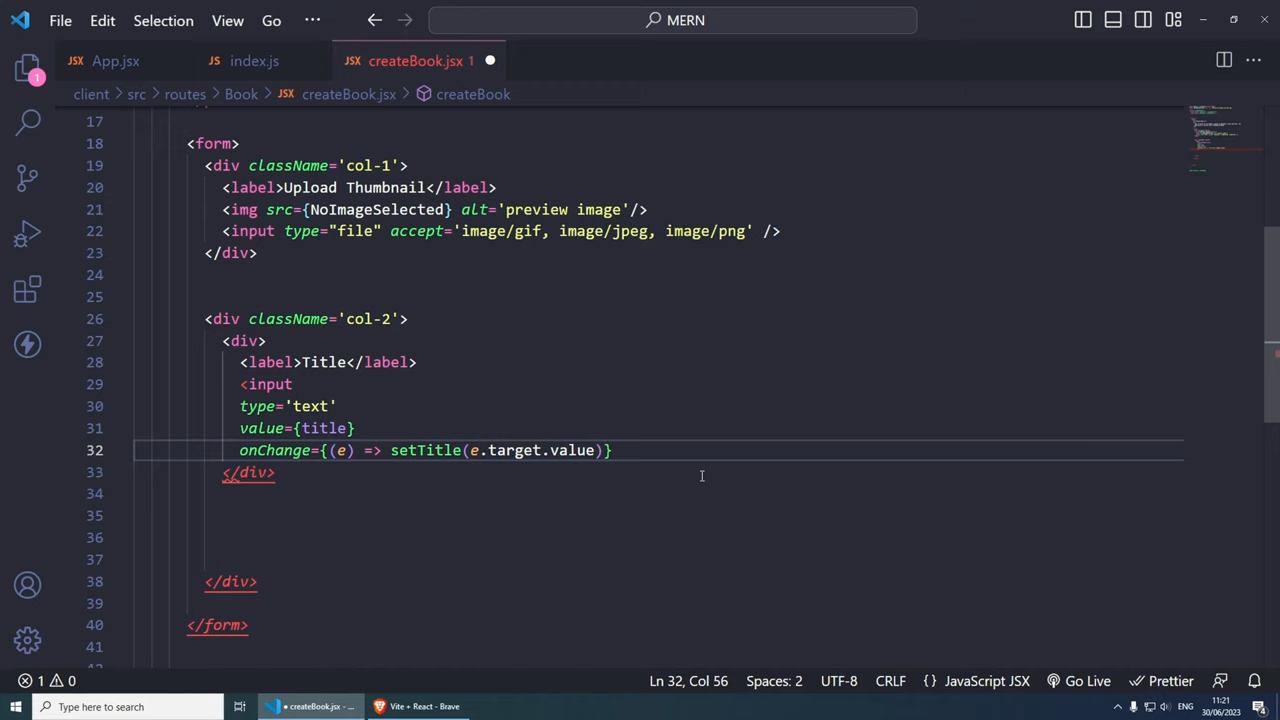 File Edit Selection View Go ··· MERN
JSX App.jsx JS index.js JSX createBook.jsx 1
client > src > routes > Book > JSX createBook.jsx > createBook
17
18 <form>
19 <div className='col-1'>
20 <label>Upload Thumbnail</label>
21 <img src={NoImageSelected} alt='preview image'/>
22 <input type="file" accept='image/gif, image/jpeg, image/png' />
23 </div>
24
25
26 <div className='col-2'>
27 <div>
28 <label>Title</label>
29 <input
30 type='text'
31 value={title}
32 onChange={(e) => setTitle(e.target.value)}
33 </div>
34
35
36
37
38 </div>
39
40 </form>
41
1
1 0 Ln 32, Col 56 Spaces: 2 UTF-8 CRLF {} JavaScript JSX Go Live Prettier
Type here to search createBook.jsx - ... Vite + React - Brave ENG 11:21 30/06/2023 4